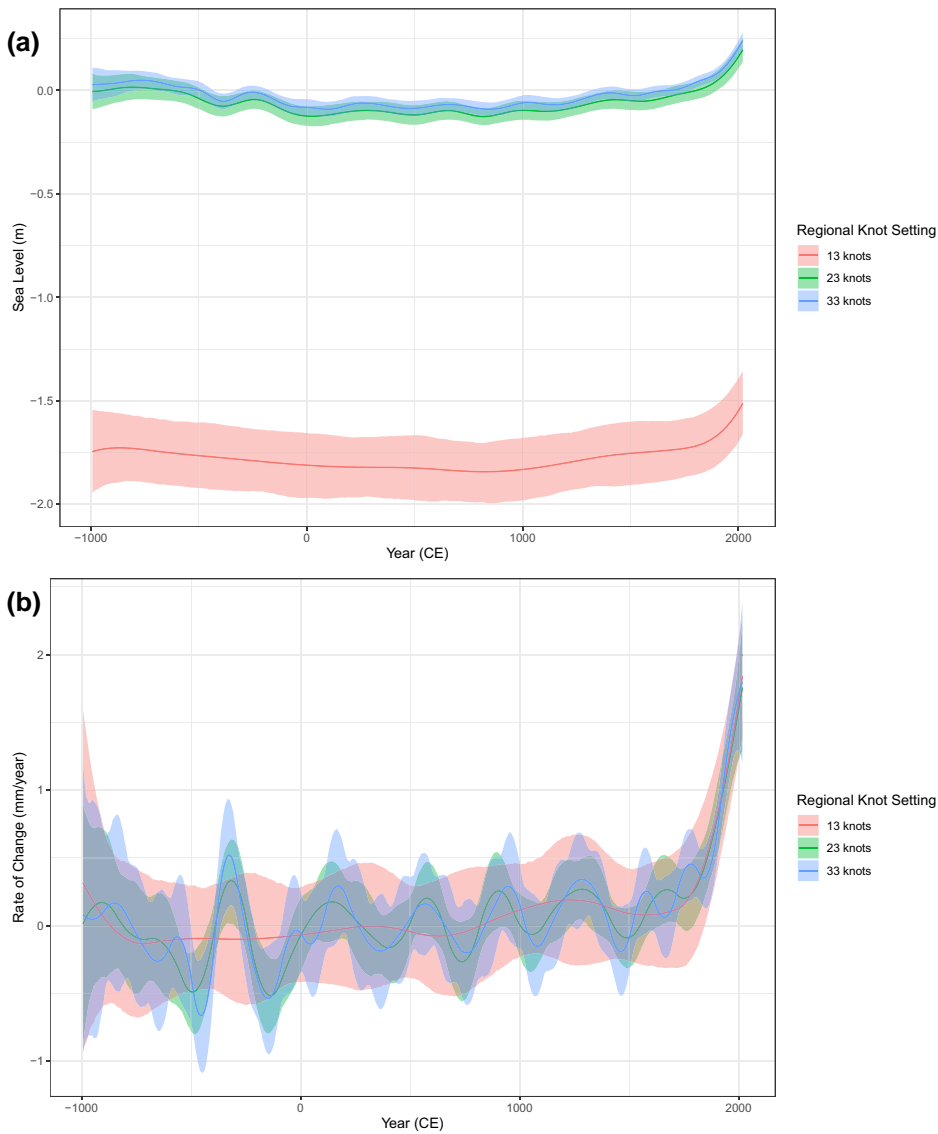 (a)
0.0
−0.5
−1.0
−1.5
−2.0
Sea Level (m)
−1000
0
1000
2000
Year (CE)
Regional Knot Setting
13 knots
23 knots
33 knots
(b)
2
1
0
−1
Rate of Change (mm/year)
−1000
0
1000
2000
Year (CE)
Regional Knot Setting
13 knots
23 knots
33 knots